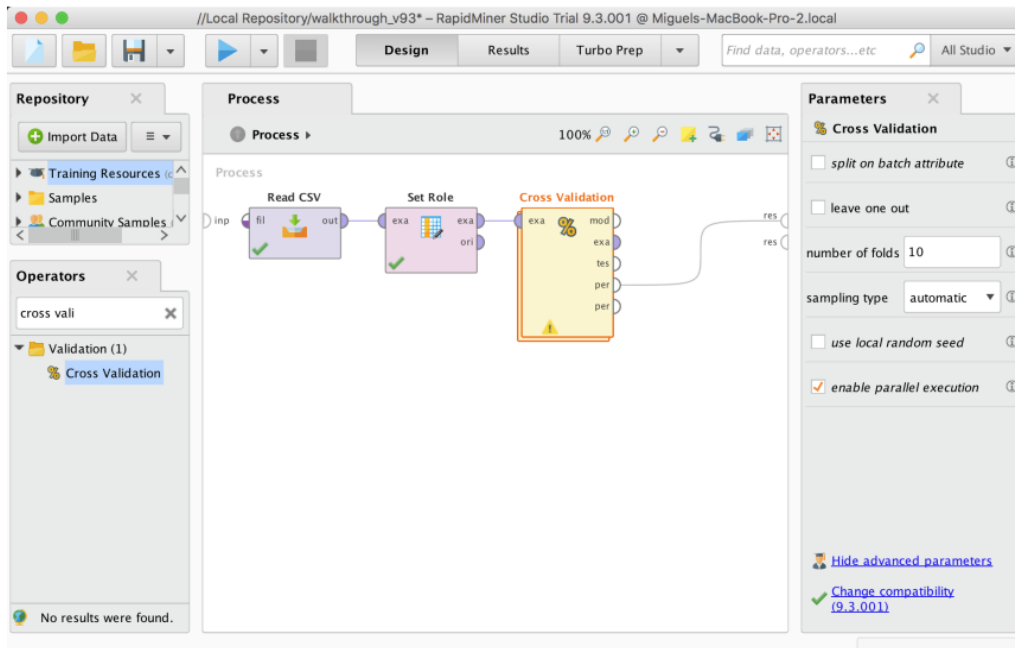 //Local Repository/walkthrough_v93* – RapidMiner Studio Trial 9.3.001 @ Miguels-MacBook-Pro-2.local
Design Results Turbo Prep Find data, operators...etc All Studio
Repository
Import Data
Training Resources (c
Samples
Community Samples
Operators
cross vali
Validation (1)
Cross Validation
No results were found.
Process
Process
100%
Process
Read CSV Set Role Cross Validation
inp fil out exa exa exa mod res
ori exa res
tes
per
per
Parameters
Cross Validation
split on batch attribute
leave one out
number of folds 10
sampling type automatic
use local random seed
enable parallel execution
Hide advanced parameters
Change compatibility
(9.3.001)